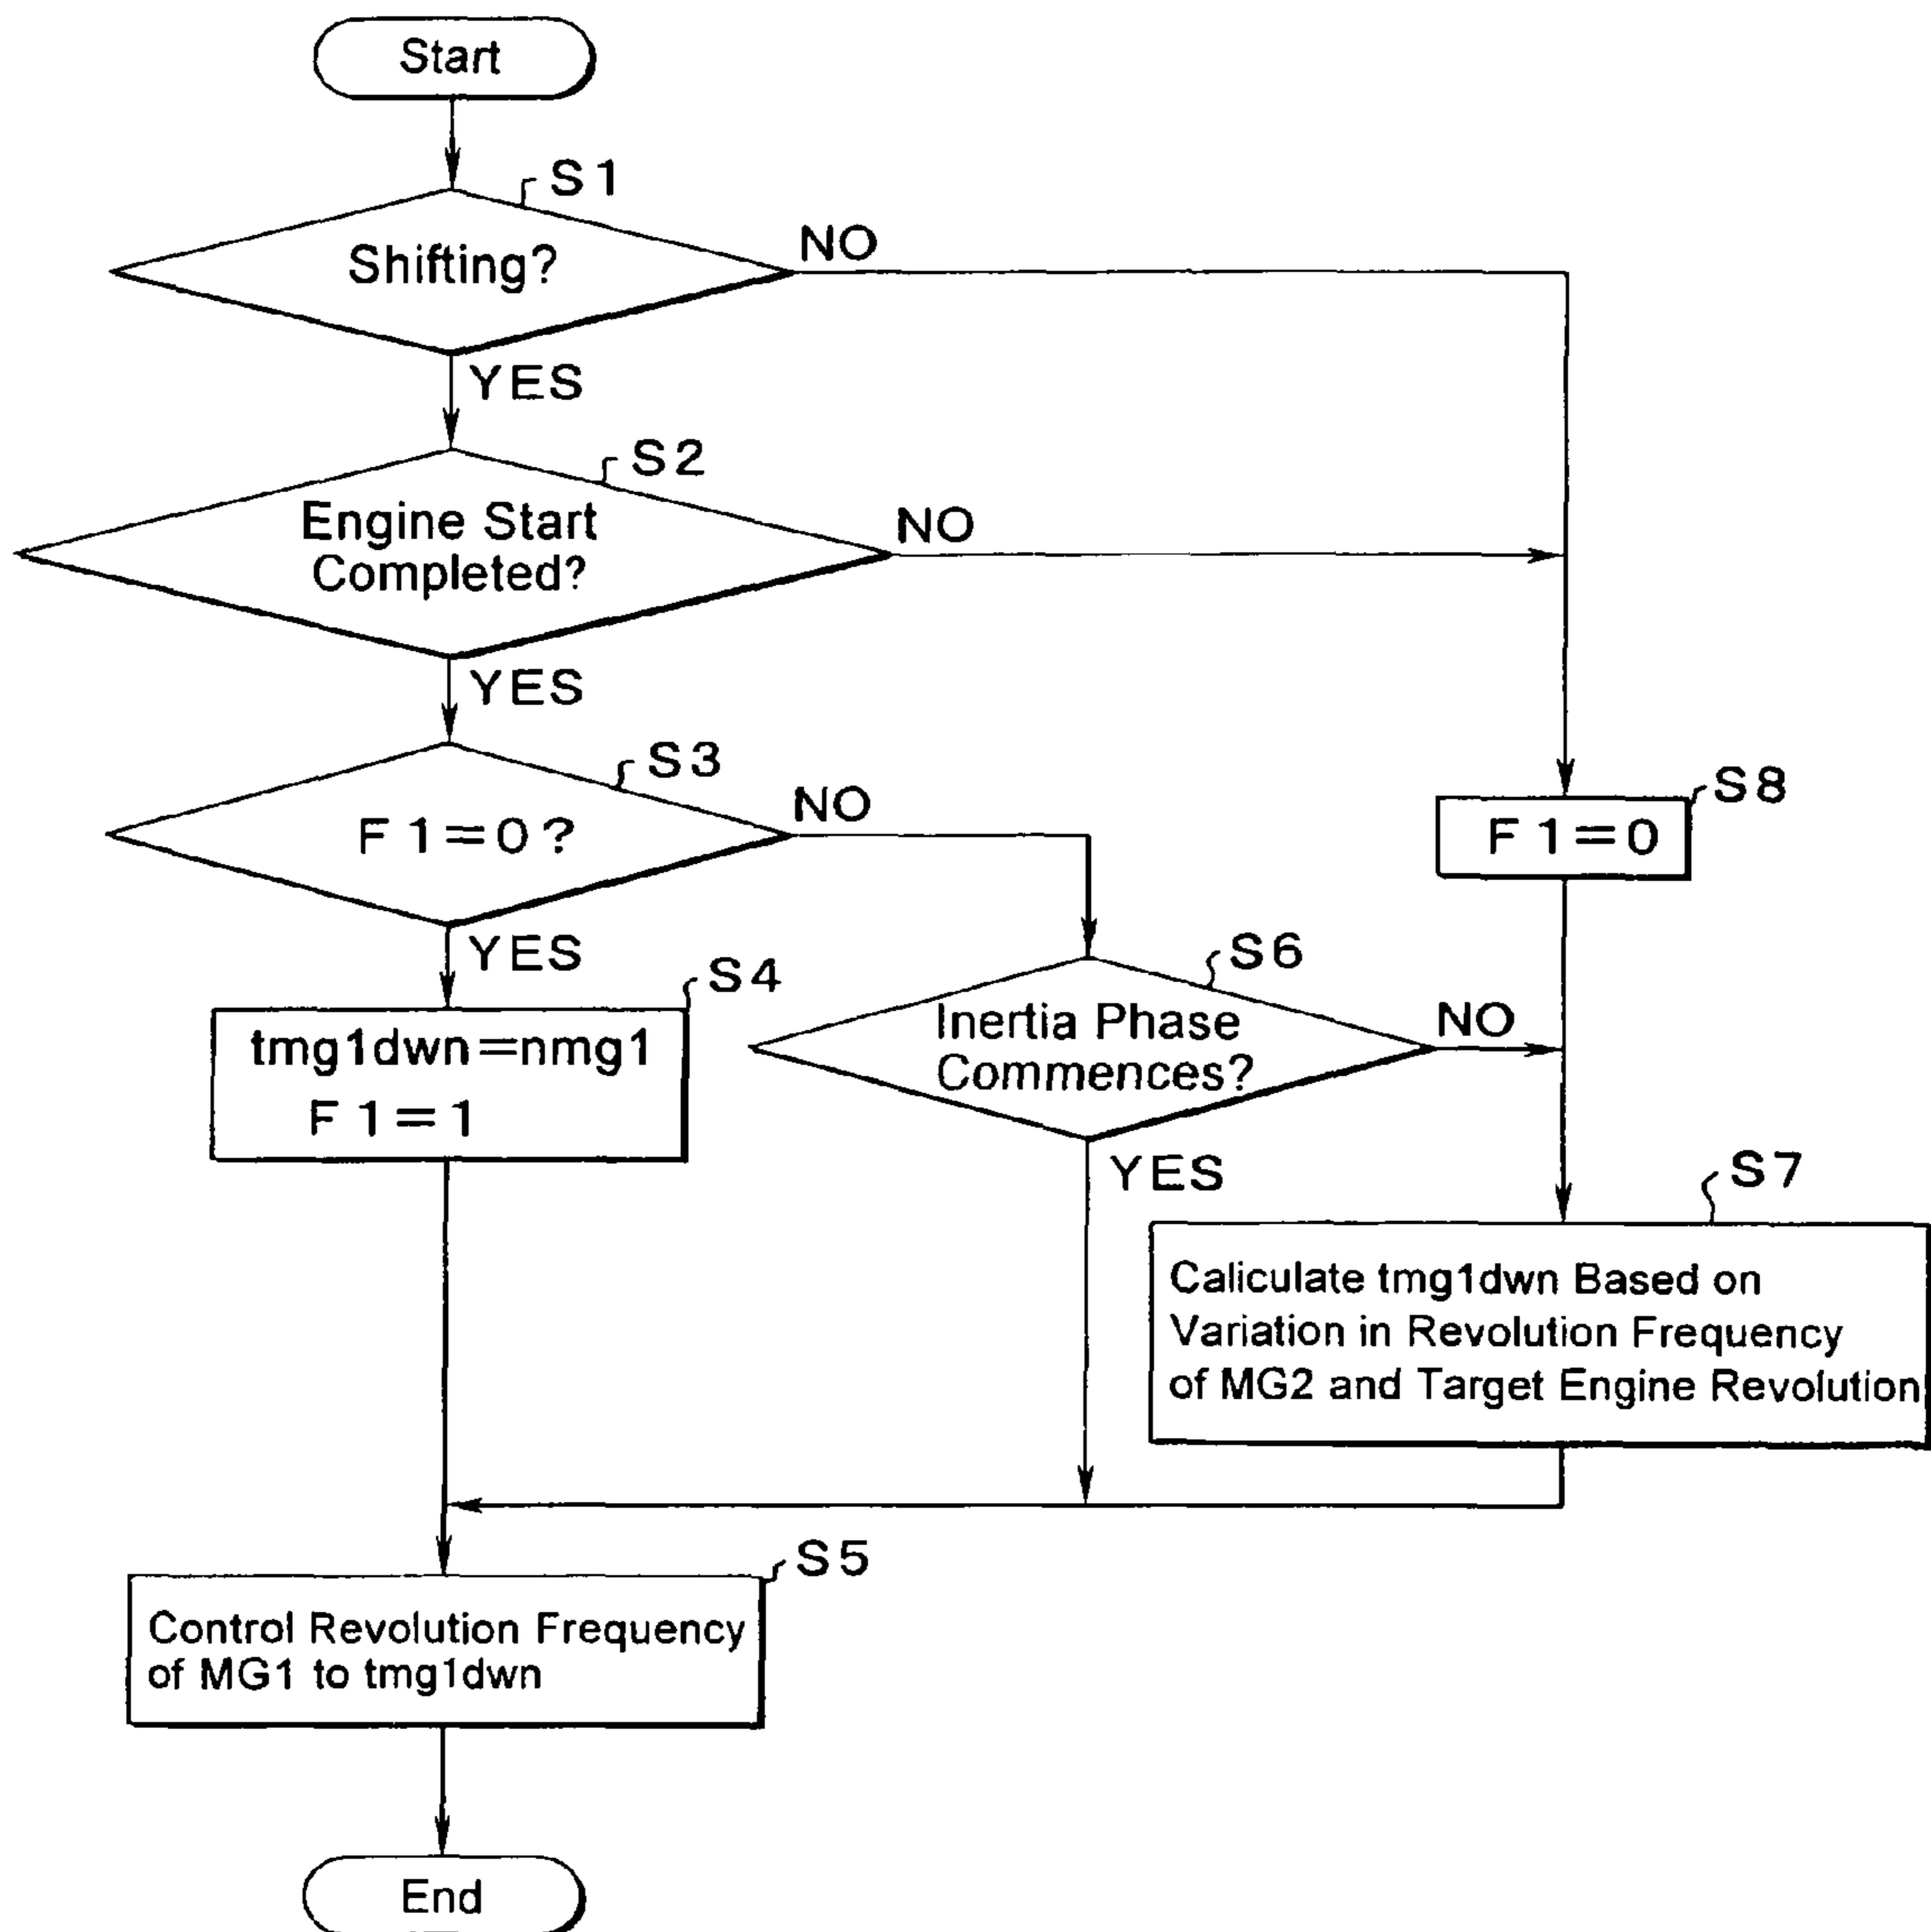 Start
S1
Shifting?
NO
YES
S2
Engine Start
Completed?
NO
YES
S3
F1=0?
NO
S8
F1=0
YES
S4
tmg1dwn=nmg1
F1=1
S6
Inertia Phase
Commences?
NO
YES
S7
Caliculate tmg1dwn Based on
Variation in Revolution Frequency
of MG2 and Target Engine Revolution
S5
Control Revolution Frequency
of MG1 to tmg1dwn
End